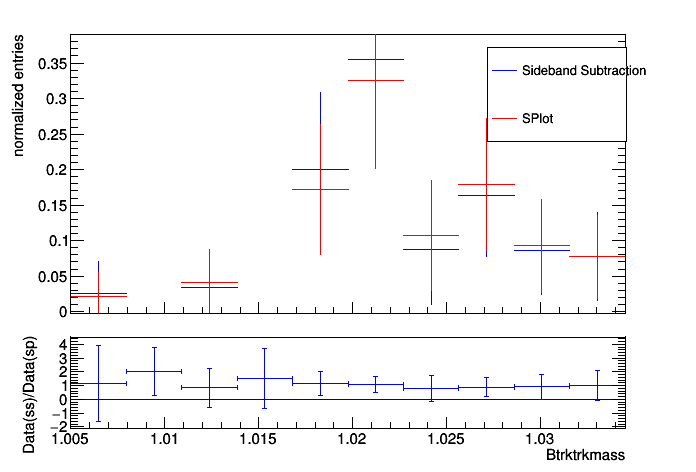 normalized entries
0.35
0.3
0.25
0.2
0.15
0.1
0.05
0
Sideband Subtraction
SPlot
Data(ss)/Data(sp)
4
3
2
1
0
−1
−2
1.005 1.01 1.015 1.02 1.025 1.03
Btrktrkmass